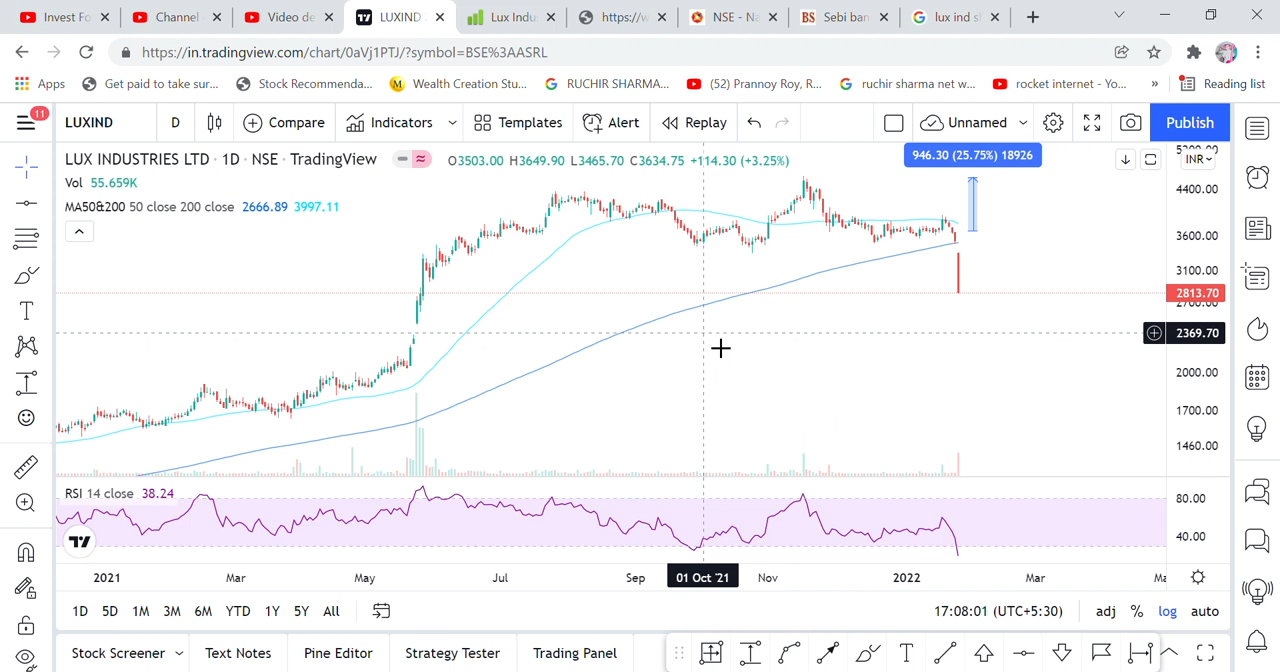 Invest Fo
Channel
Video de
LUXIND
Lux Indu
https://w
NSE - Na
BS Sebi ban
lux ind s
https://in.tradingview.com/chart/0aVj1PTJ/?symbol=BSE%3AASRL
Apps
Get paid to take sur...
Stock Recommenda...
M Wealth Creation Stu...
RUCHIR SHARMA...
(52) Prannoy Roy, R...
ruchir sharma net w...
rocket internet - Yo...
»
Reading list
11
LUXIND
D
Compare
Indicators
Templates
Alert
Replay
Unnamed
Publish
LUX INDUSTRIES LTD · 1D · NSE · TradingView
O3503.00 H3649.90 L3465.70 C3634.75 +114.30 (+3.25%)
946.30 (25.75%) 18926
INR
Vol 55.659K
MA50&200 50 close 200 close 2666.89 3997.11
4400.00
3600.00
3100.00
2813.70
2369.70
2000.00
1700.00
1460.00
RSI 14 close 38.24
80.00
40.00
2021 Mar May Jul Sep 01 Oct '21 Nov 2022 Mar
1D 5D 1M 3M 6M YTD 1Y 5Y All
17:08:01 (UTC+5:30) adj % log auto
Stock Screener Text Notes Pine Editor Strategy Tester Trading Panel